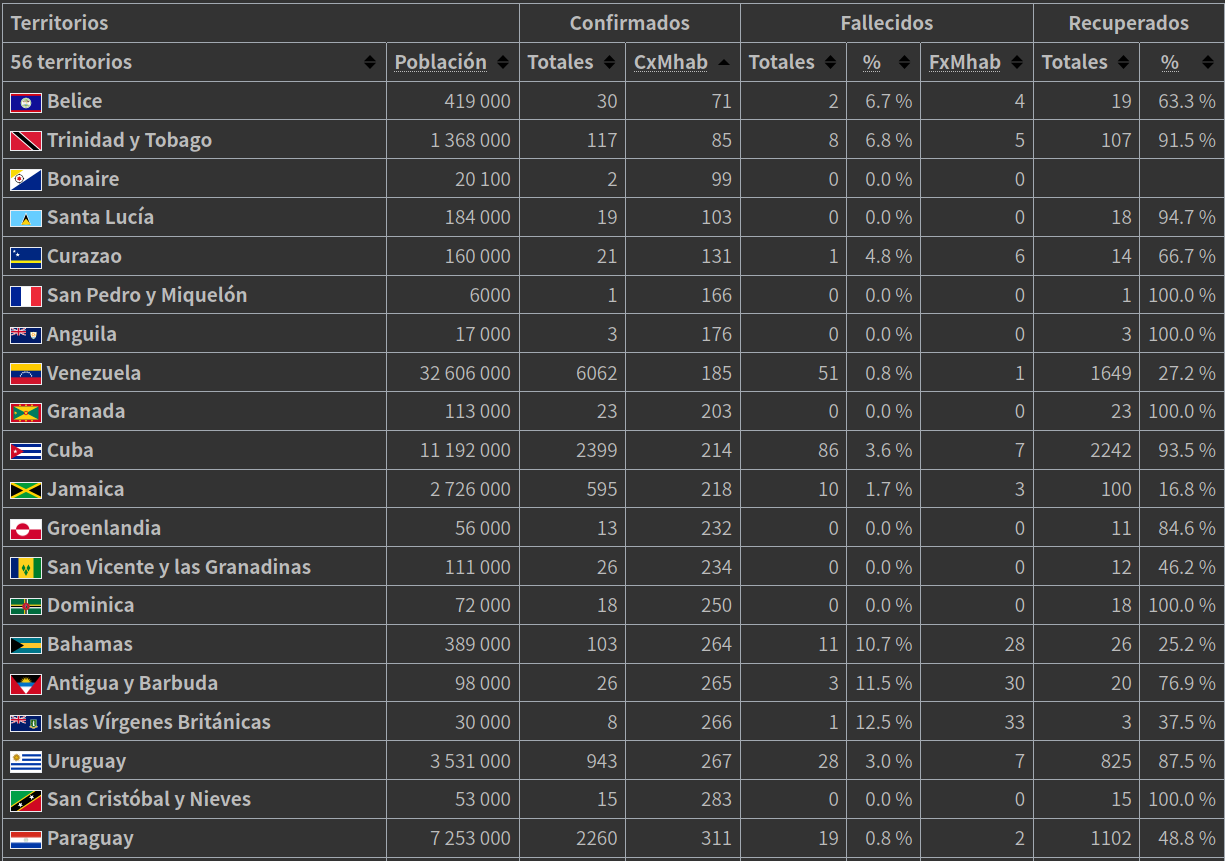 Territorios Confirmados Fallecidos Recuperados
56 territorios Población Totales CxMhab Totales % FxMhab Totales %
Belice 419 000 30 71 2 6.7 % 4 19 63.3 %
Trinidad y Tobago 1 368 000 117 85 8 6.8 % 5 107 91.5 %
Bonaire 20 100 2 99 0 0.0 % 0
Santa Lucía 184 000 19 103 0 0.0 % 0 18 94.7 %
Curazao 160 000 21 131 1 4.8 % 6 14 66.7 %
San Pedro y Miquelón 6000 1 166 0 0.0 % 0 1 100.0 %
Anguila 17 000 3 176 0 0.0 % 0 3 100.0 %
Venezuela 32 606 000 6062 185 51 0.8 % 1 1649 27.2 %
Granada 113 000 23 203 0 0.0 % 0 23 100.0 %
Cuba 11 192 000 2399 214 86 3.6 % 7 2242 93.5 %
Jamaica 2 726 000 595 218 10 1.7 % 3 100 16.8 %
Groenlandia 56 000 13 232 0 0.0 % 0 11 84.6 %
San Vicente y las Granadinas 111 000 26 234 0 0.0 % 0 12 46.2 %
Dominica 72 000 18 250 0 0.0 % 0 18 100.0 %
Bahamas 389 000 103 264 11 10.7 % 28 26 25.2 %
Antigua y Barbuda 98 000 26 265 3 11.5 % 30 20 76.9 %
Islas Vírgenes Británicas 30 000 8 266 1 12.5 % 33 3 37.5 %
Uruguay 3 531 000 943 267 28 3.0 % 7 825 87.5 %
San Cristóbal y Nieves 53 000 15 283 0 0.0 % 0 15 100.0 %
Paraguay 7 253 000 2260 311 19 0.8 % 2 1102 48.8 %